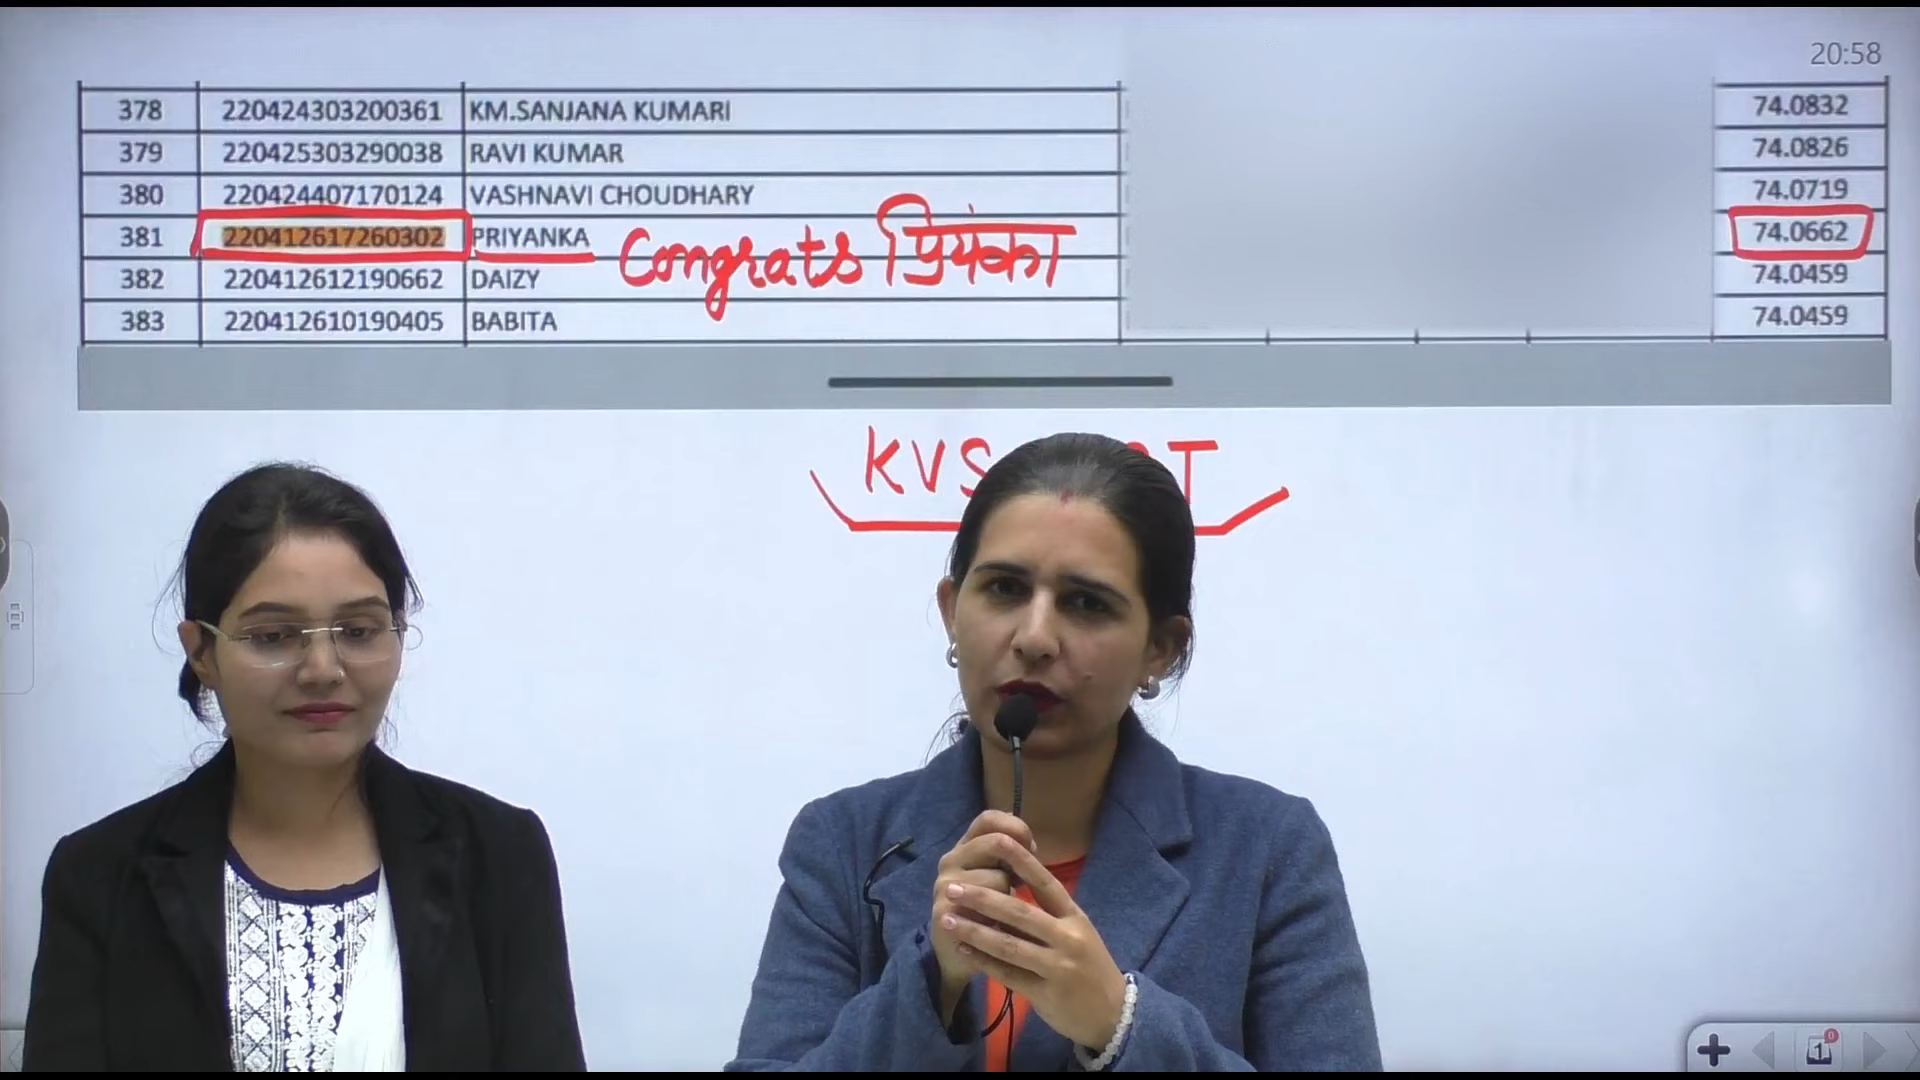 20:58
378 220424303200361 KM.SANJANA KUMARI 74.0832
379 220425303290038 RAVI KUMAR 74.0826
380 220424407170124 VASHNAVI CHOUDHARY 74.0719
381 220412617260302 PRIYANKA Congrats प्रियंका 74.0662
382 220412612190662 DAIZY 74.0459
383 220412610190405 BABITA 74.0459
KVS
1
0